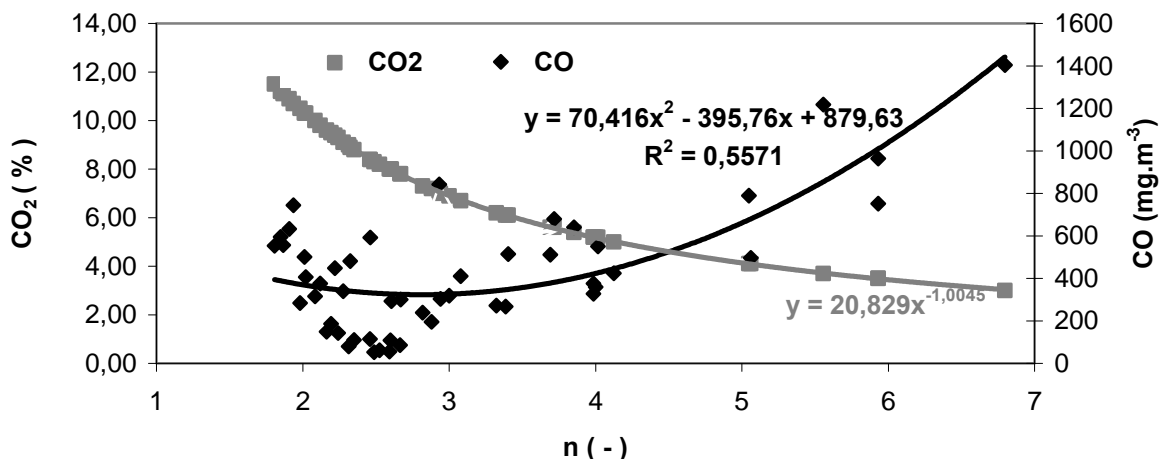 14,00
12,00
10,00
8,00
6,00
4,00
2,00
0,00
CO₂ ( % )
CO2
CO
y = 70,416x² - 395,76x + 879,63
R² = 0,5571
y = 20,829x⁻¹,⁰⁰⁴⁵
1600
1400
1200
1000
800
600
400
200
0
CO (mg.m⁻³)
1 2 3 4 5 6 7
n ( - )